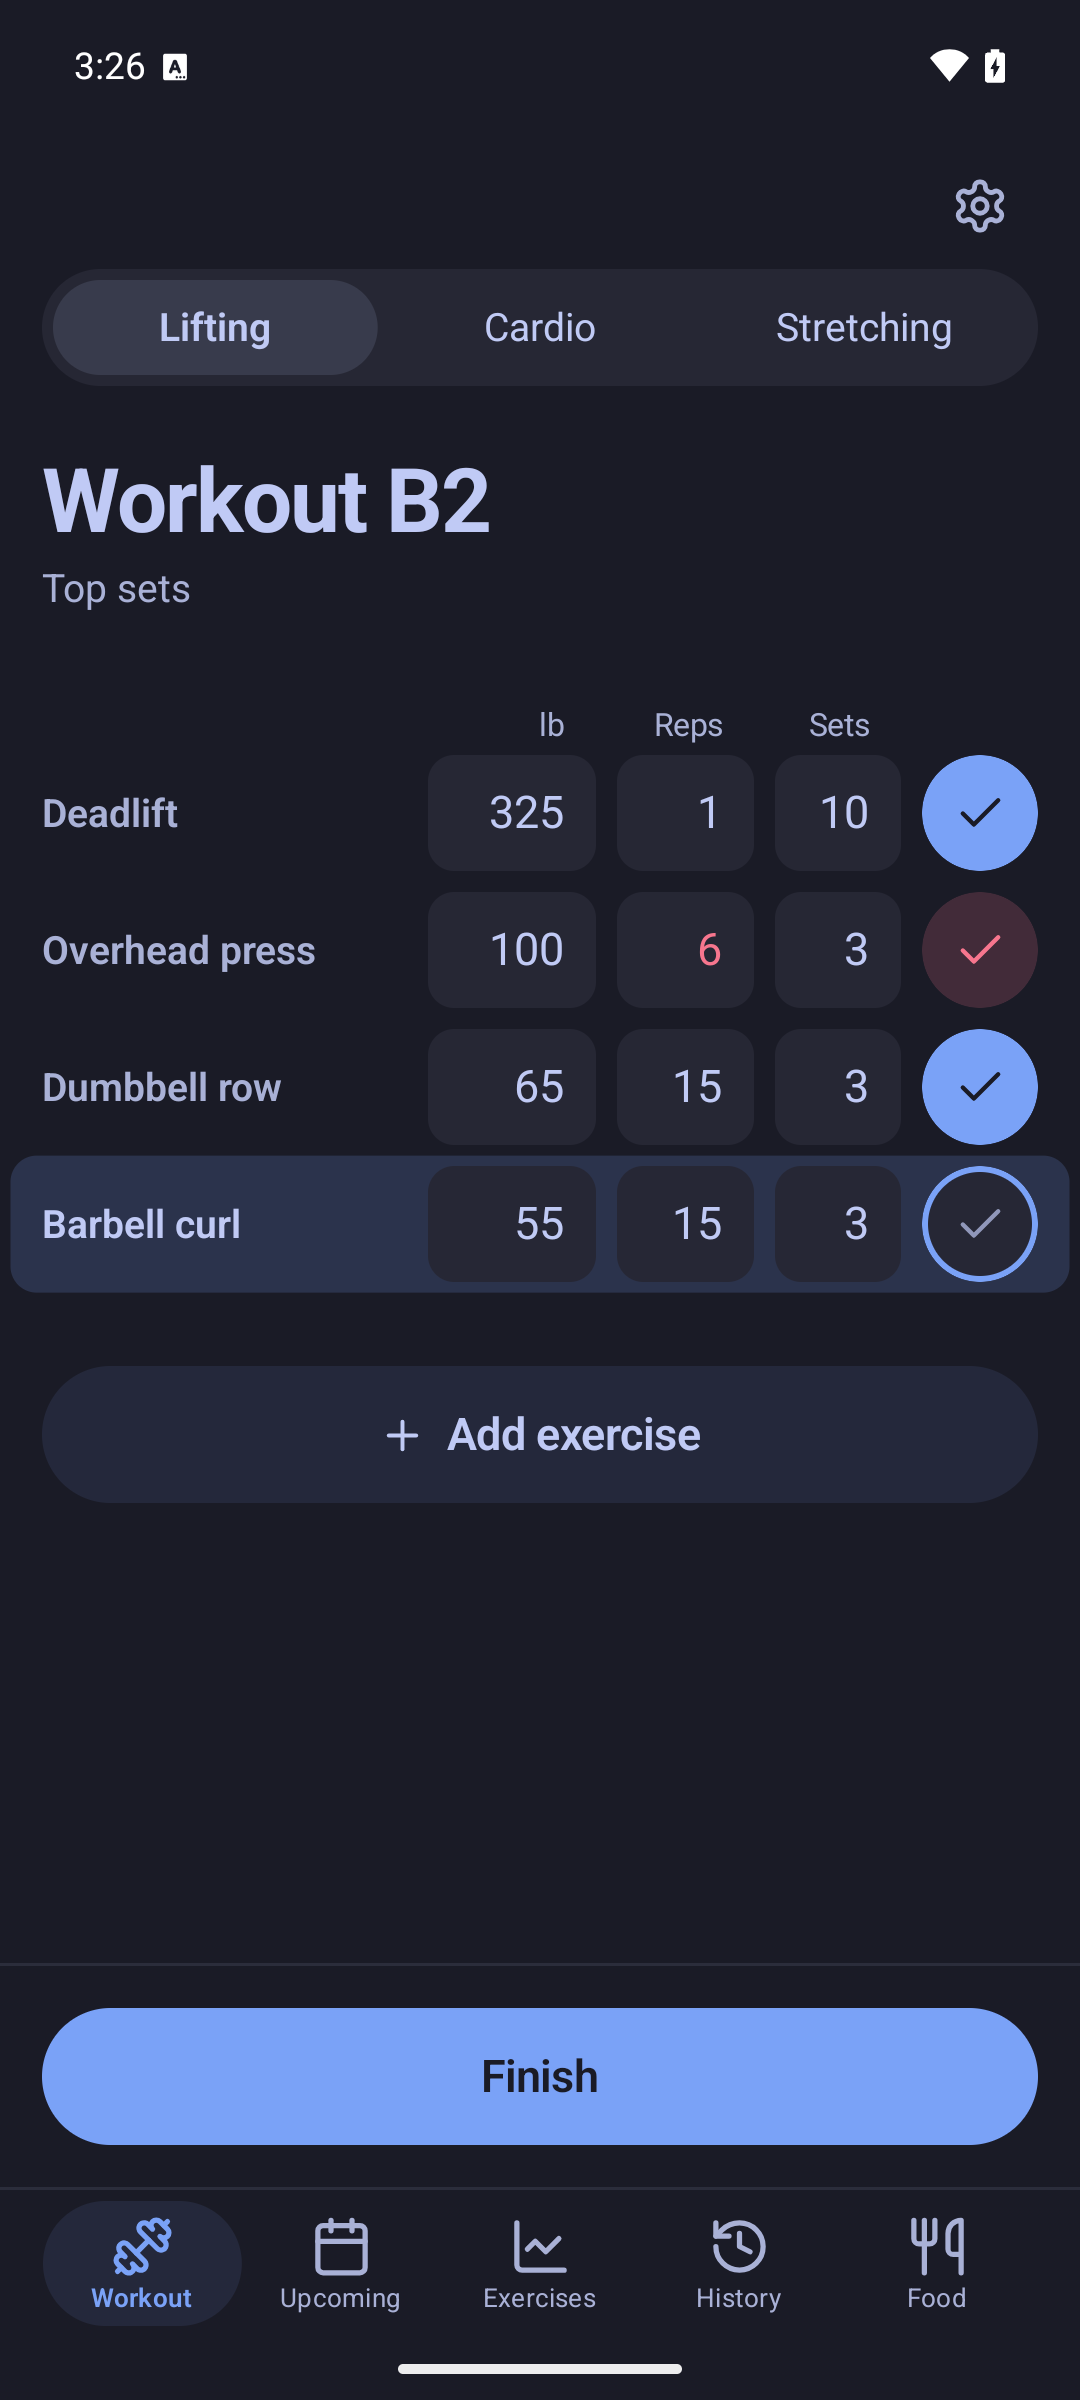 3:26
Lifting Cardio Stretching
Workout B2
Top sets
lb Reps Sets
Deadlift 325 1 10
Overhead press 100 6 3
Dumbbell row 65 15 3
Barbell curl 55 15 3
Add exercise
Finish
Workout Upcoming Exercises History Food